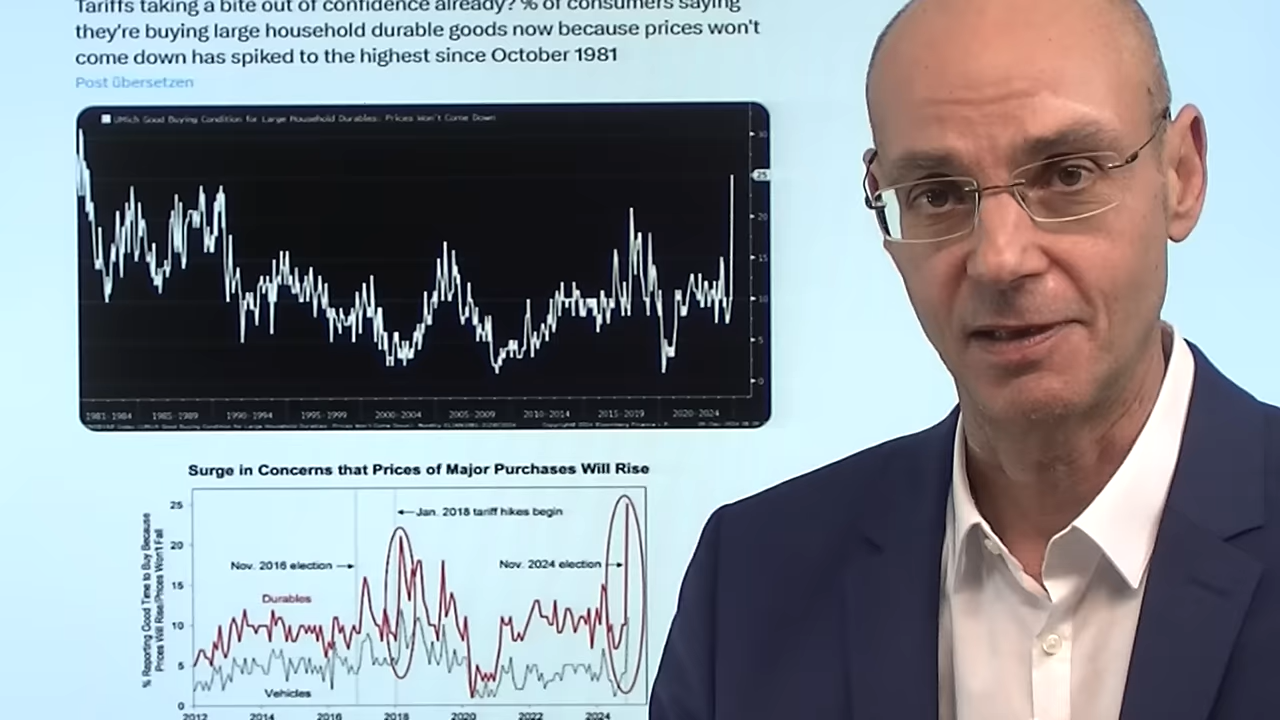 Tariffs taking a bite out of confidence already? % of consumers saying
they're buying large household durable goods now because prices won't
come down has spiked to the highest since October 1981
Post übersetzen
UMich Good Buying Condition for Large Household Durables: Prices Won't Come Down
30
25
20
15
10
5
0
1981-1984 1985-1989 1990-1994 1995-1999 2000-2004 2005-2009 2010-2014 2015-2019 2020-2024
Surge in Concerns that Prices of Major Purchases Will Rise
% Reporting Good Time to Buy Because
Prices Will Rise/Prices Won't Fall
25
20
15
10
5
0
Jan. 2018 tariff hikes begin
Nov. 2016 election
Nov. 2024 election
Durables
Vehicles
2012 2014 2016 2018 2020 2022 2024